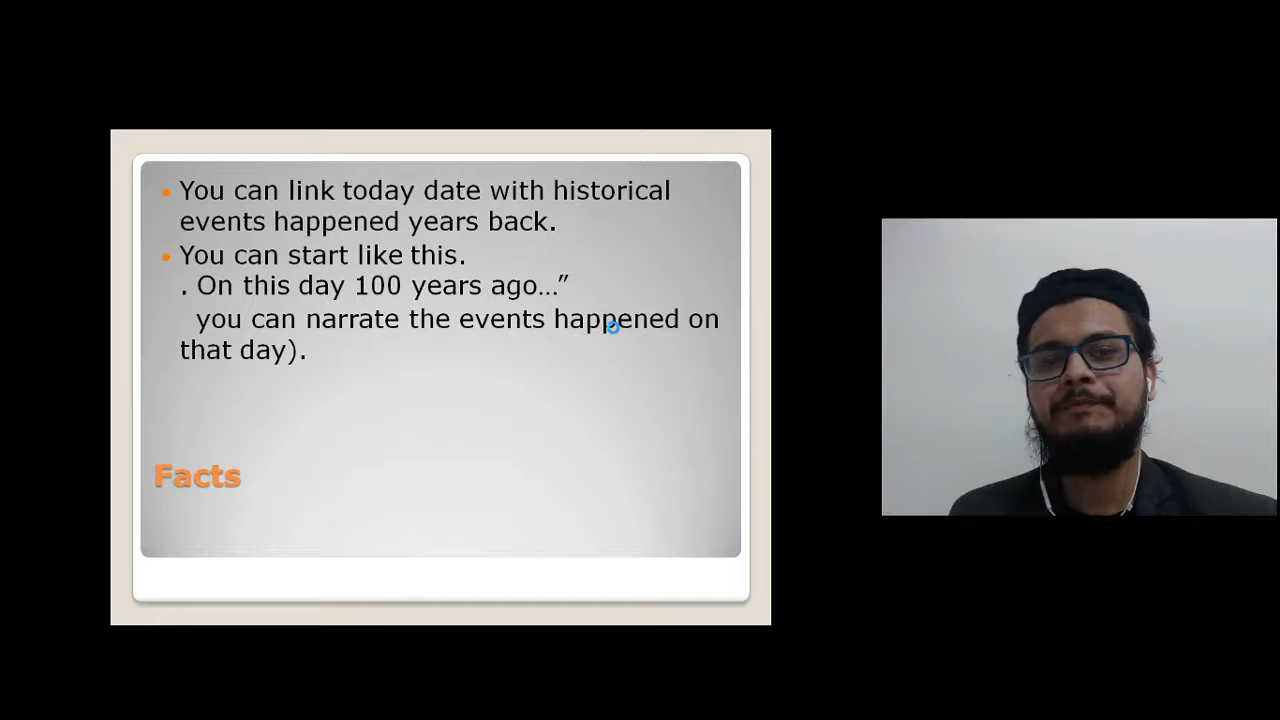 You can link today date with historical
events happened years back.
You can start like this.
. On this day 100 years ago…”
you can narrate the events happened on
that day).
Facts